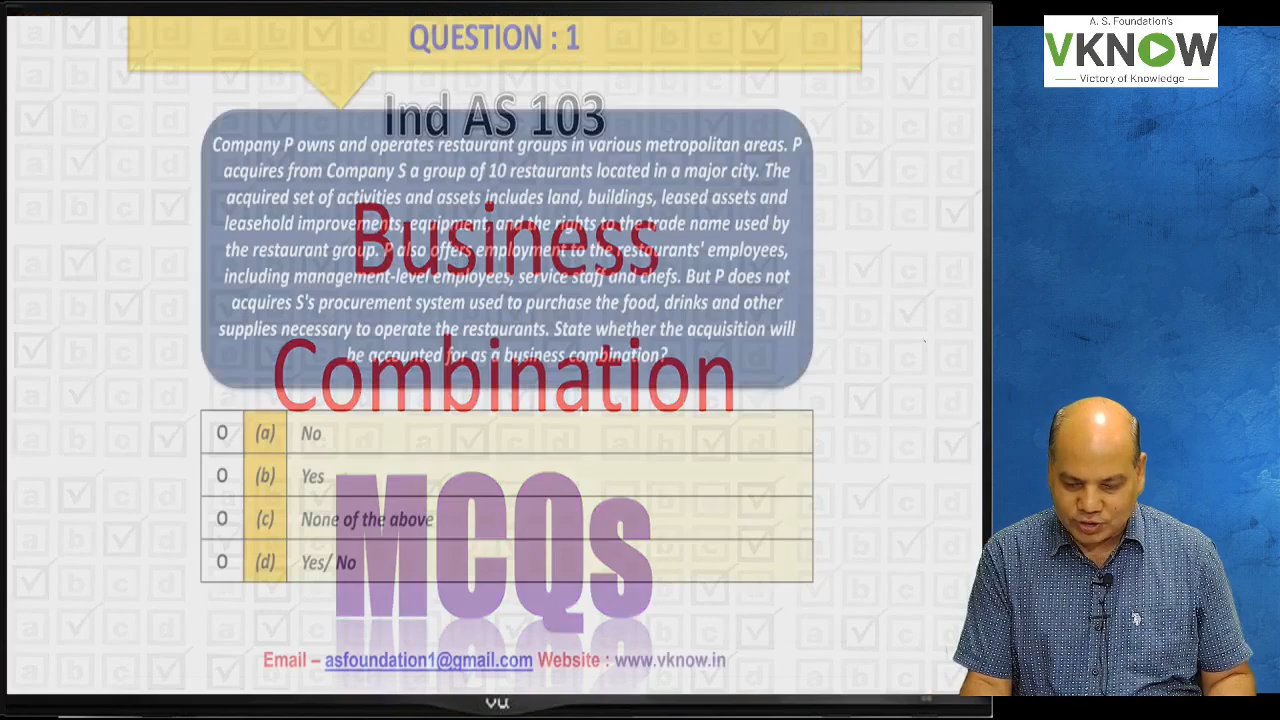 QUESTION : 1
A. S. Foundation's
VKNOW
Victory of Knowledge
Ind AS 103
Company P owns and operates restaurant groups in various metropolitan areas. P
acquires from Company S a group of 10 restaurants located in a major city. The
acquired set of activities and assets includes land, buildings, leased assets and
leasehold improvements, equipment, and the rights to the trade name used by
the restaurant group. P also offers employment to the restaurants' employees,
including management-level employees, service staff and chefs. But P does not
acquires S's procurement system used to purchase the food, drinks and other
supplies necessary to operate the restaurants. State whether the acquisition will
be accounted for as a business combination?
Business
Combination
O (a) No
O (b) Yes
O (c) None of the above
O (d) Yes/ No
MCQs
Email – asfoundation1@gmail.com Website : www.vknow.in
vu